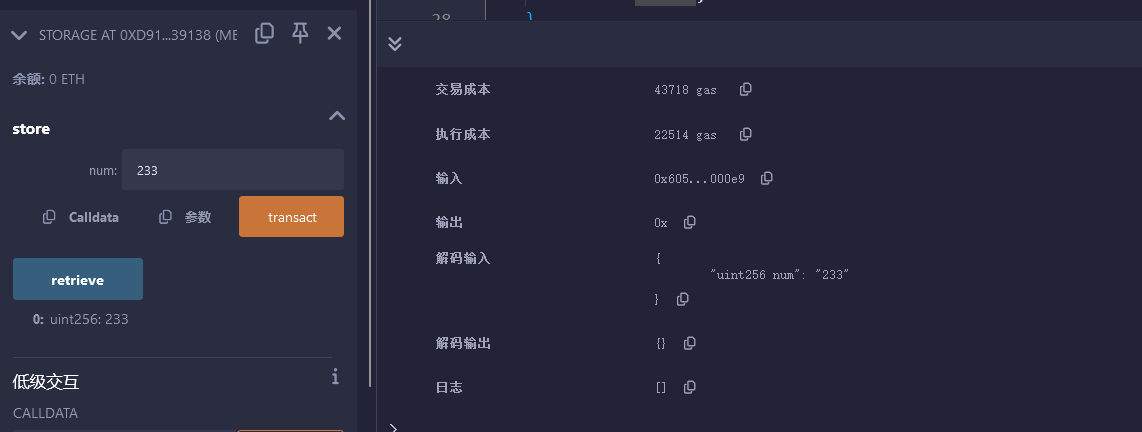 STORAGE AT 0XD91...39138 (ME
余额: 0 ETH
store
num: 233
Calldata 参数 transact
retrieve
0: uint256: 233
低级交互
CALLDATA
28 }
交易成本 43718 gas
执行成本 22514 gas
输入 0x605...000e9
输出 0x
解码输入 {
"uint256 num": "233"
}
解码输出 {}
日志 []
>